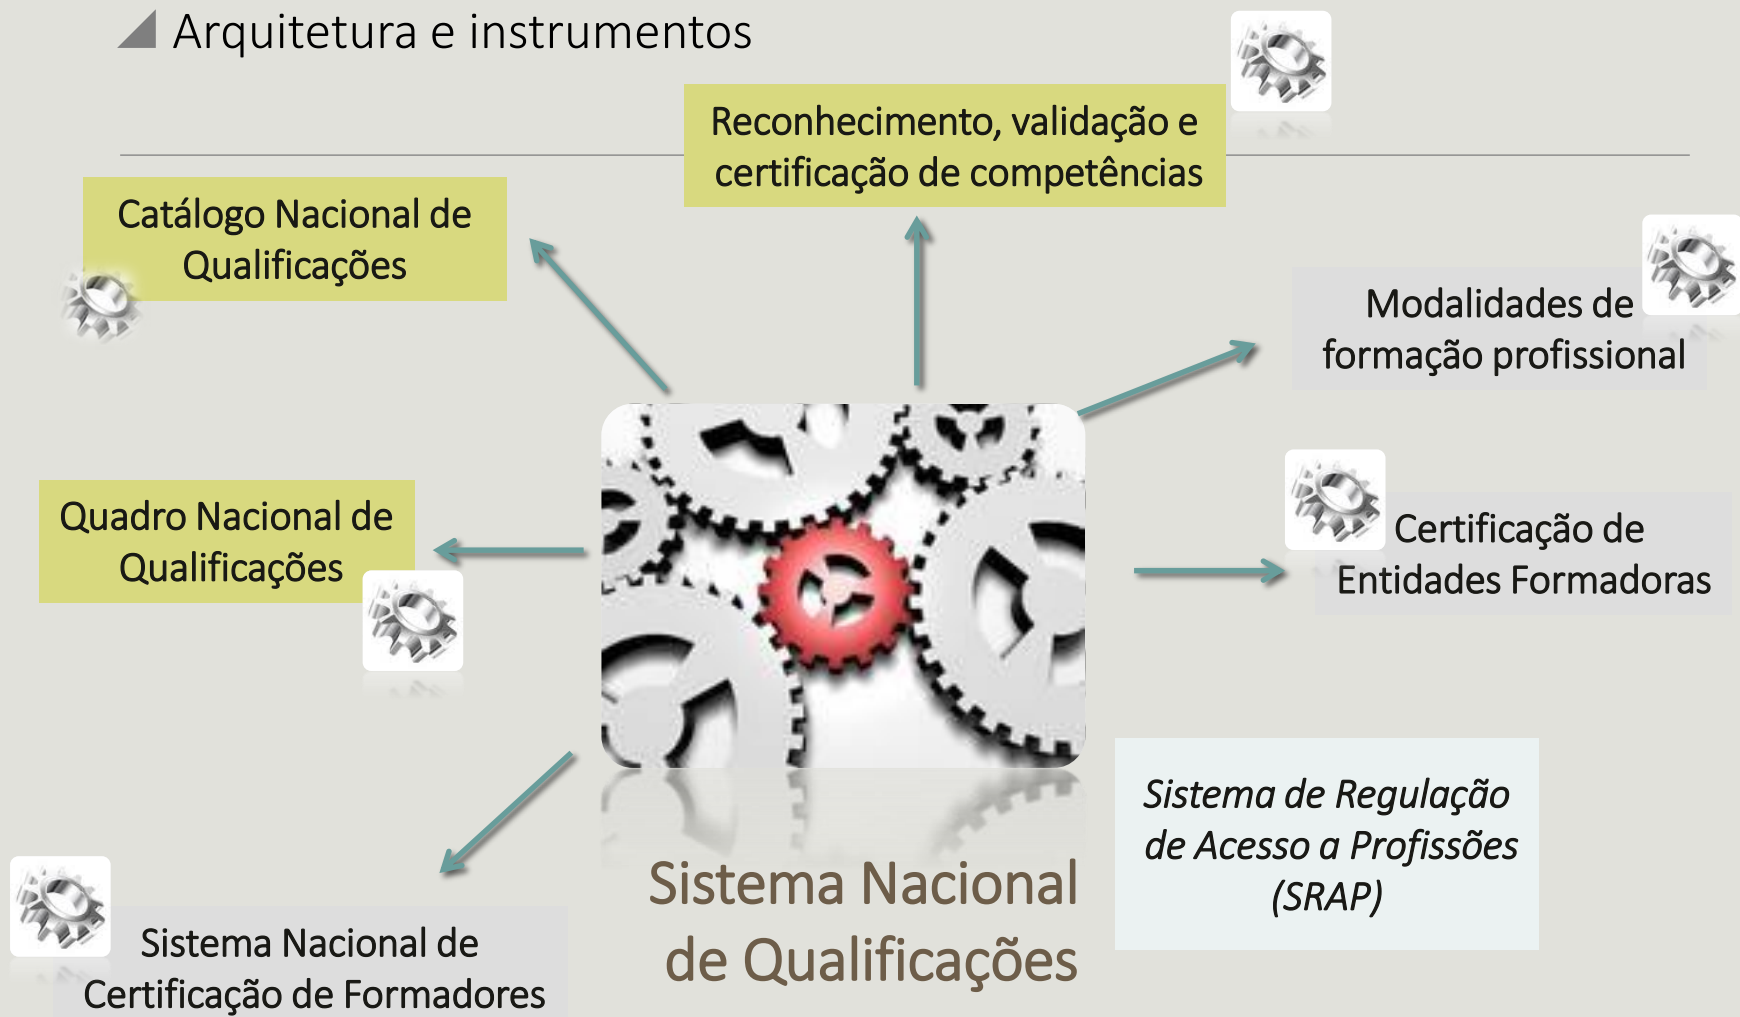 Arquitetura e instrumentos
Reconhecimento, validação e
certificação de competências
Catálogo Nacional de
Qualificações
Modalidades de
formação profissional
Quadro Nacional de
Qualificações
Certificação de
Entidades Formadoras
Sistema de Regulação
de Acesso a Profissões
(SRAP)
Sistema Nacional
de Qualificações
Sistema Nacional de
Certificação de Formadores